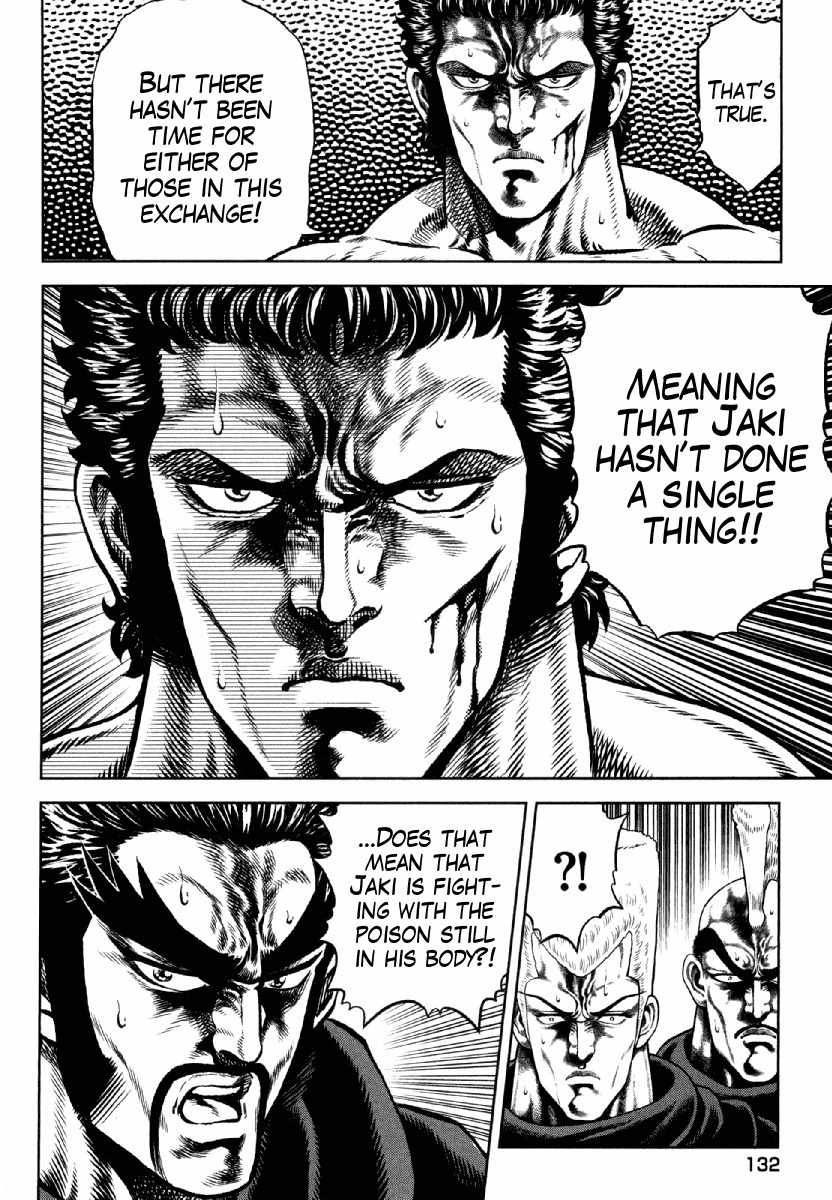 THAT'S
TRUE.
BUT THERE
HASN'T BEEN
TIME FOR
EITHER OF
THOSE IN THIS
EXCHANGE!
MEANING
THAT JAKI
HASN'T DONE
A SINGLE
THING!!
?!
...DOES THAT
MEAN THAT
JAKI IS FIGHT-
ING WITH THE
POISON STILL
IN HIS BODY?!
132